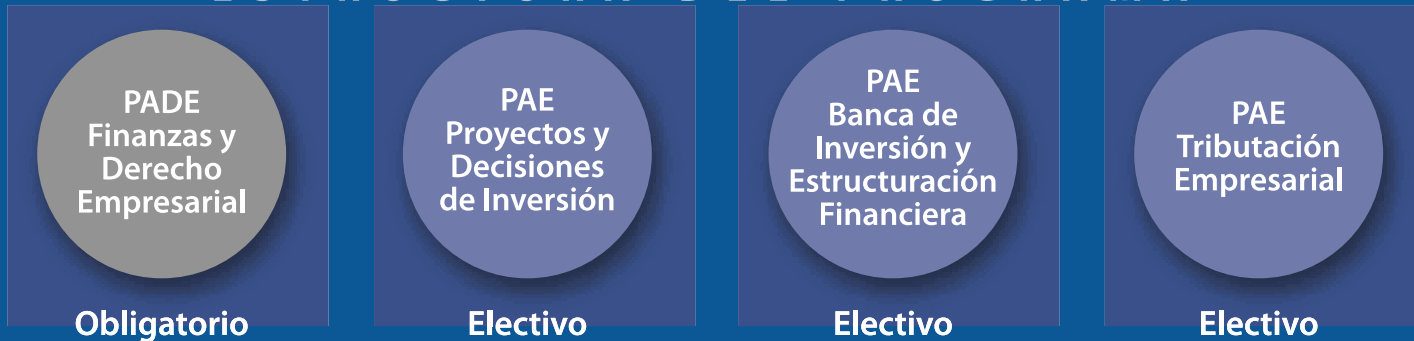 PADE
Finanzas y
Derecho
Empresarial
Obligatorio
PAE
Proyectos y
Decisiones
de Inversión
Electivo
PAE
Banca de
Inversión y
Estructuración
Financiera
Electivo
PAE
Tributación
Empresarial
Electivo